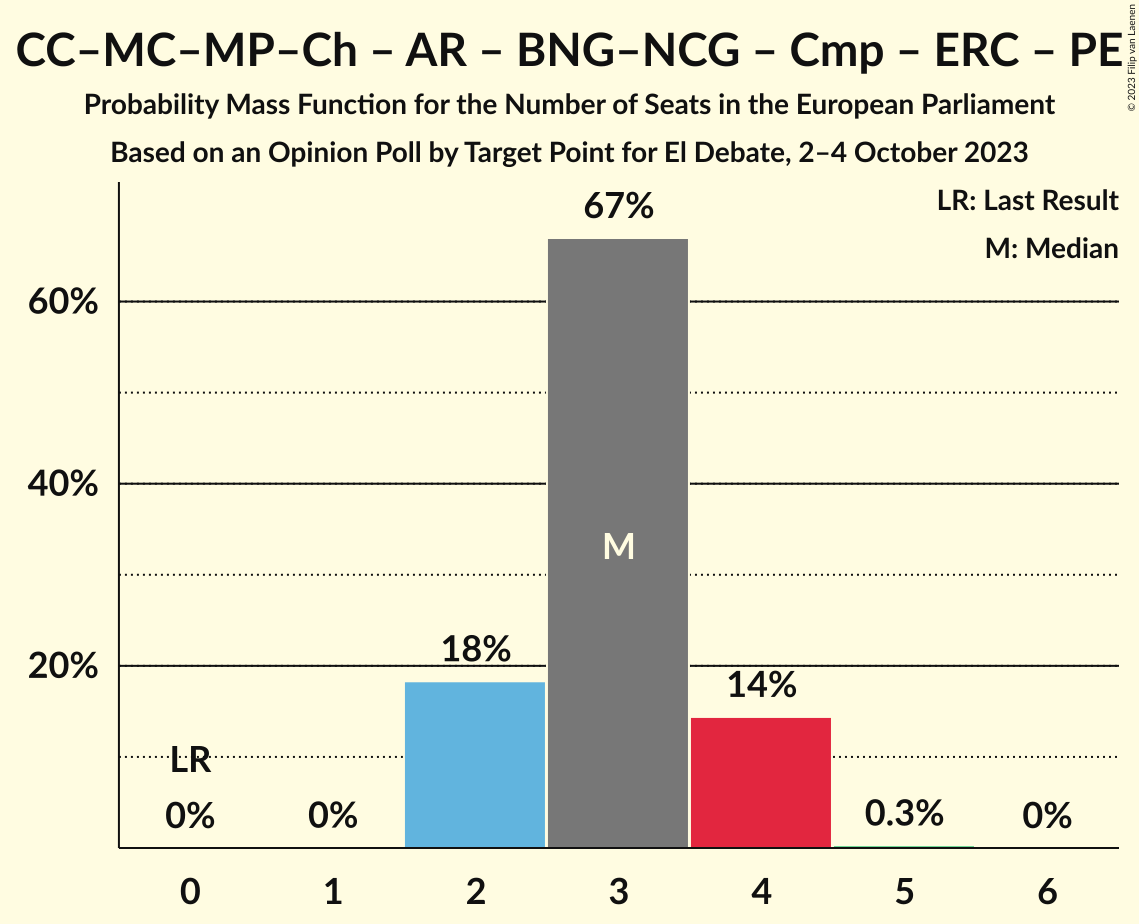 CC–MC–MP–Ch – AR – BNG–NCG – Cmp – ERC – PE
© 2023 Filip van Laenen
Probability Mass Function for the Number of Seats in the European Parliament
Based on an Opinion Poll by Target Point for El Debate, 2–4 October 2023
LR: Last Result
M: Median
67%
60%
40%
M
18%
20%
14%
LR
0%
0%
0.3%
0%
0
1
2
3
4
5
6